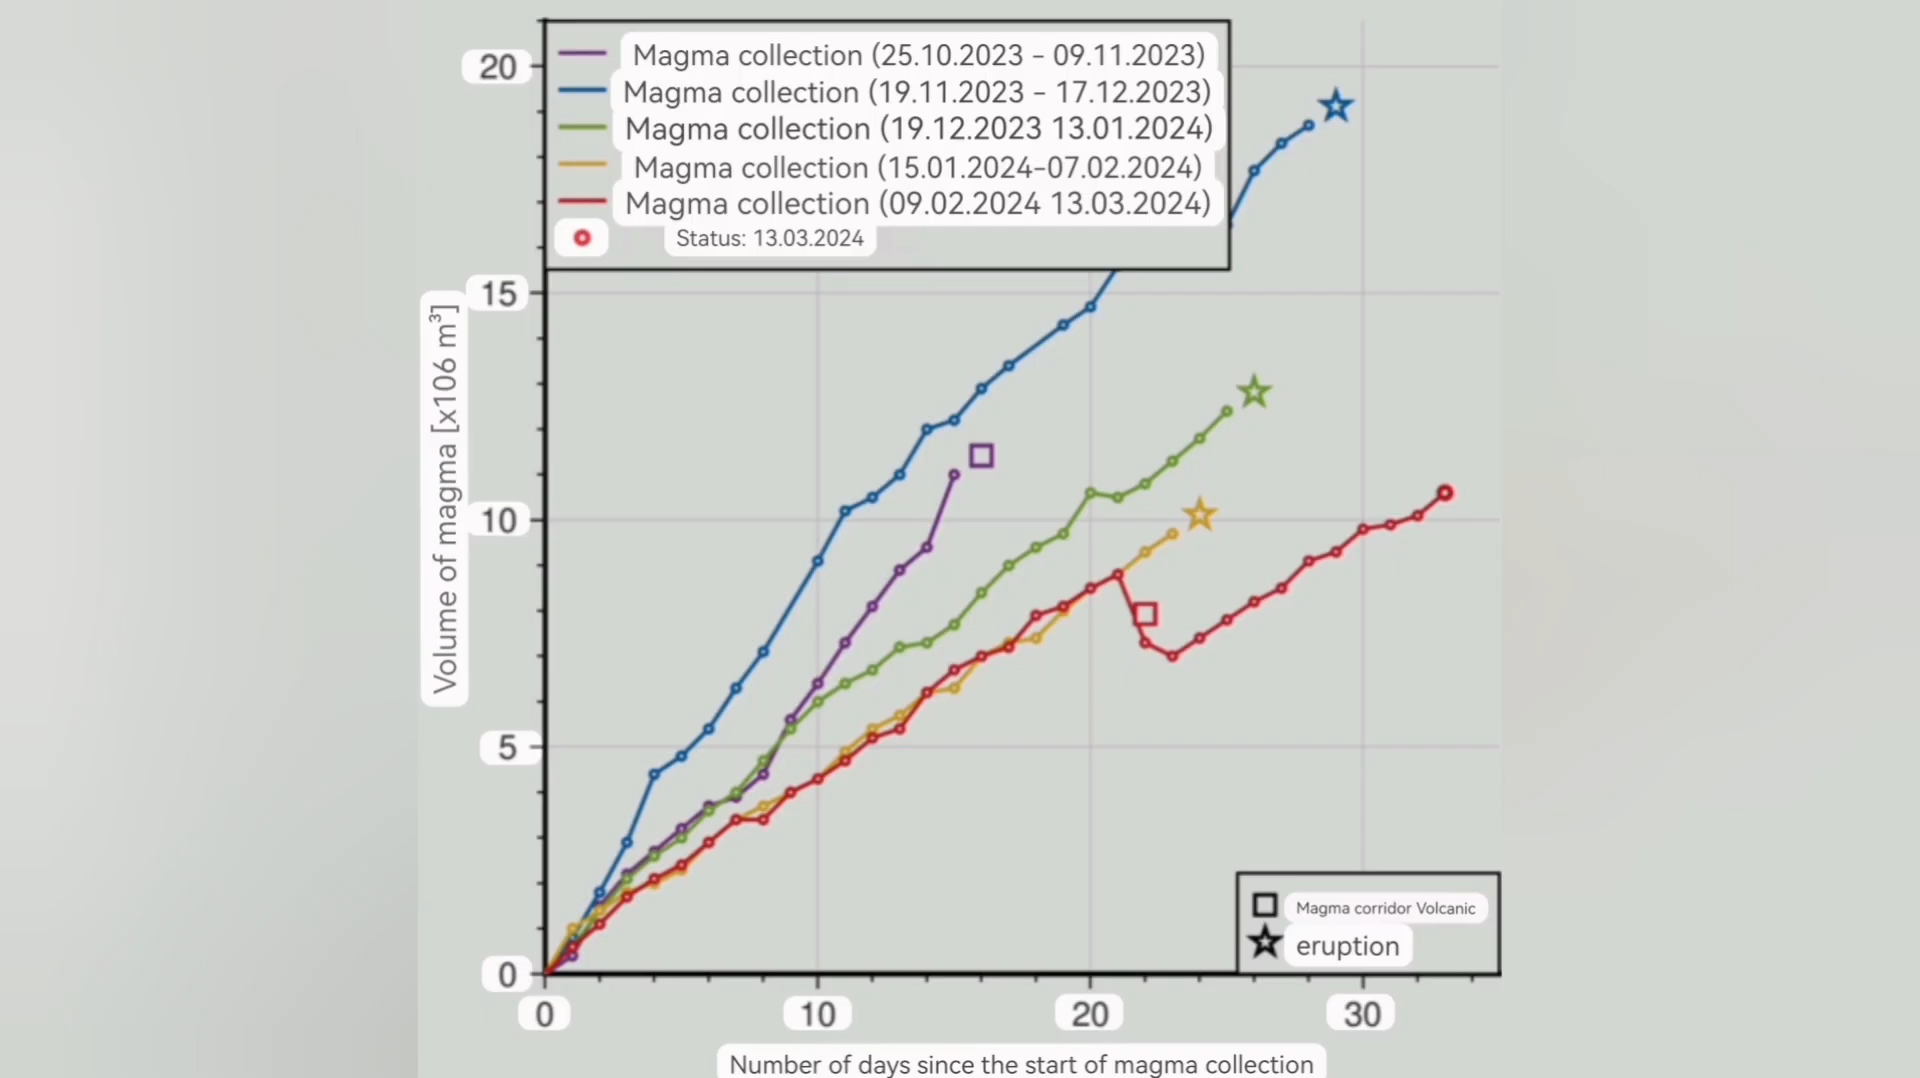 20
Magma collection (25.10.2023 - 09.11.2023)
Magma collection (19.11.2023 - 17.12.2023)
Magma collection (19.12.2023 13.01.2024)
Magma collection (15.01.2024-07.02.2024)
Magma collection (09.02.2024 13.03.2024)
Status: 13.03.2024
15
Volume of magma [x106 m³]
10
5
0
Magma corridor Volcanic
eruption
0 10 20 30
Number of days since the start of magma collection